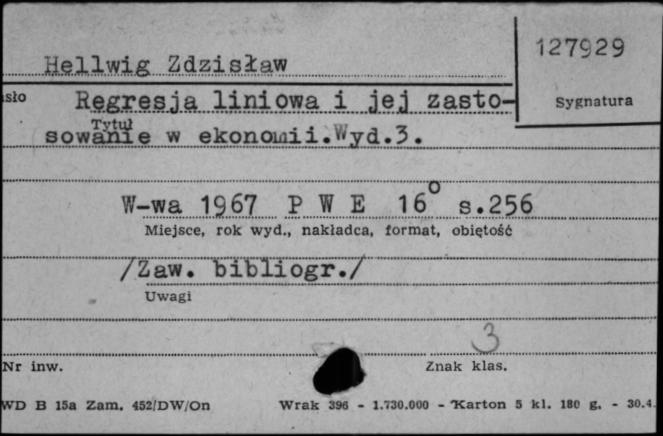 Hellwig Zdzisław
127929
sło Regresja liniowa i jej zasto-
Sygnatura
Tytuł
sowanie w ekonomii.Wyd.3.
W-wa 1967 P W E 16° s.256
Miejsce, rok wyd., nakładca, format, obiętość
/Zaw. bibliogr./
Uwagi
3
Nr inw.
Znak klas.
WD B 15a Zam. 452/DW/On Wrak 396 - 1.730.000 - Karton 5 kl. 180 g. - 30.4.